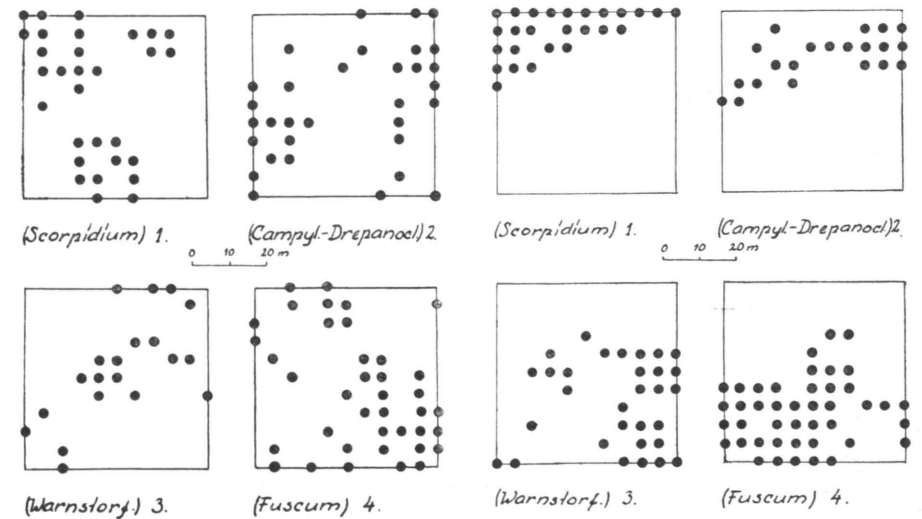 (Scorpidium) 1.
(Campyl.-Drepanocl.) 2.
0 10 20 m
(Warnstorf.) 3.
(Fuscum) 4.
(Scorpidium) 1.
(Campyl.-Drepanocl.) 2
0 10 20 m
(Warnstorf.) 3.
(Fuscum) 4.